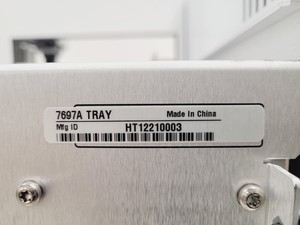 7697A TRAY Made In China
Mfg ID HT12210003